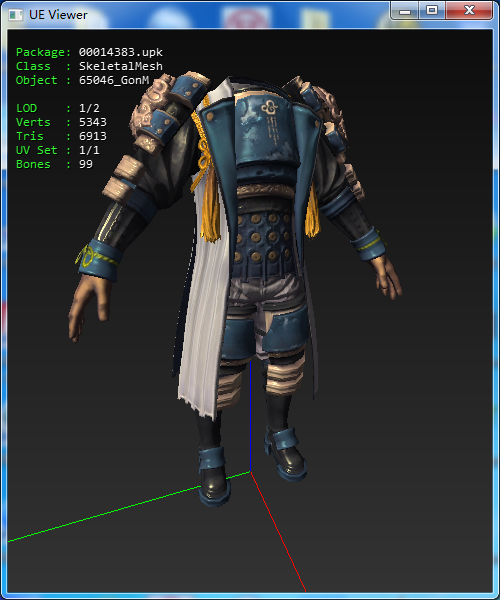 UE Viewer
Package: 00014383.upk
Class : SkeletalMesh
Object : 65046_GonM
LOD : 1/2
Verts : 5343
Tris : 6913
UV Set : 1/1
Bones : 99